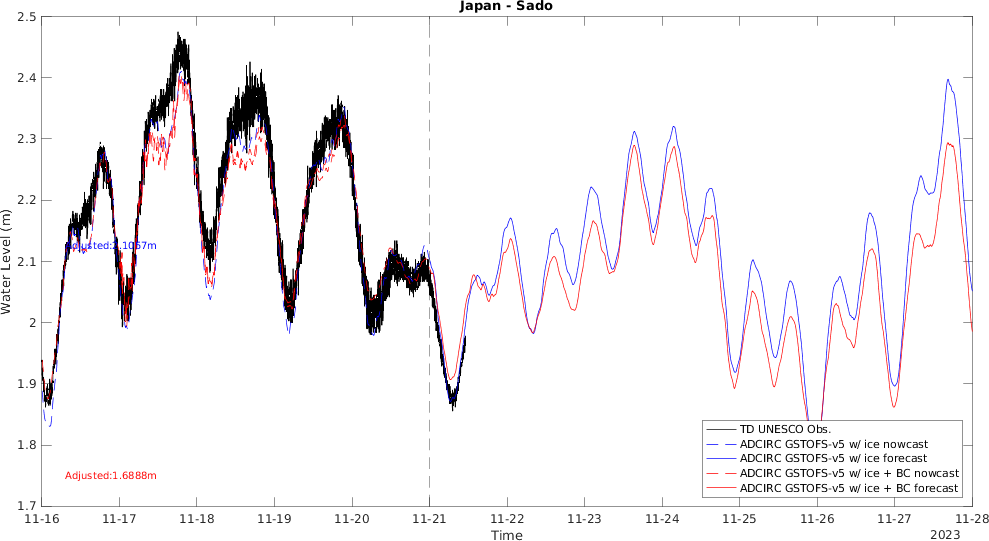 Japan - Sado
2.5
2.4
2.3
2.2
2.1
2
1.9
1.8
1.7
Water Level (m)
Adjusted:2.1067m
Adjusted:1.6888m
TD UNESCO Obs.
ADCIRC GSTOFS-v5 w/ ice nowcast
ADCIRC GSTOFS-v5 w/ ice forecast
ADCIRC GSTOFS-v5 w/ ice + BC nowcast
ADCIRC GSTOFS-v5 w/ ice + BC forecast
11-16 11-17 11-18 11-19 11-20 11-21 11-22 11-23 11-24 11-25 11-26 11-27 11-28
Time
2023